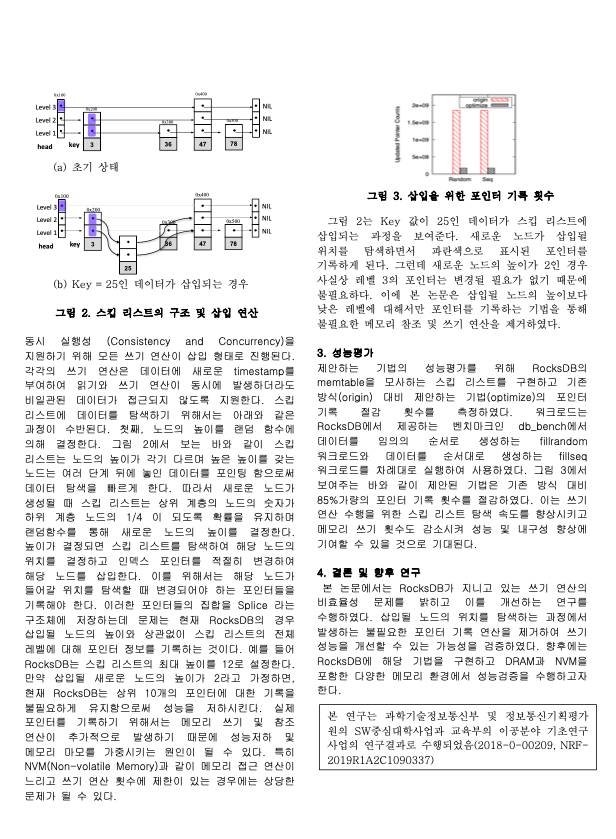 0x100
0x400
Level 3
NIL
0x200
Level 2
NIL
0x300
0x500
Level 1
NIL
head key 3 36 47 78
(a) 초기 상태
0x100
0x400
Level 3
NIL
0x200
Level 2
NIL
0x300
0x500
Level 1
NIL
head key 3 36 47 78
25
(b) Key = 25인 데이터가 삽입되는 경우
그림 2. 스킵 리스트의 구조 및 삽입 연산
동시 실행성 (Consistency and Concurrency)을
지원하기 위해 모든 쓰기 연산이 삽입 형태로 진행된다.
각각의 쓰기 연산은 데이터에 새로운 timestamp를
부여하여 읽기와 쓰기 연산이 동시에 발생하더라도
비일관된 데이터가 접근되지 않도록 지원한다. 스킵
리스트에 데이터를 탐색하기 위해서는 아래와 같은
과정이 수반된다. 첫째, 노드의 높이를 랜덤 함수에
의해 결정한다. 그림 2에서 보는 바와 같이 스킵
리스트는 노드의 높이가 각기 다르며 높은 높이를 갖는
노드는 여러 단계 뒤에 놓인 데이터를 포인팅 함으로써
데이터 탐색을 빠르게 한다. 따라서 새로운 노드가
생성될 때 스킵 리스트는 상위 계층의 노드의 숫자가
하위 계층 노드의 1/4 이 되도록 확률을 유지하며
랜덤함수를 통해 새로운 노드의 높이를 결정한다.
높이가 결정되면 스킵 리스트를 탐색하여 해당 노드의
위치를 결정하고 인덱스 포인터를 적절히 변경하여
해당 노드를 삽입한다. 이를 위해서는 해당 노드가
들어갈 위치를 탐색할 때 변경되어야 하는 포인터들을
기록해야 한다. 이러한 포인터들의 집합을 Splice 라는
구조체에 저장하는데 문제는 현재 RocksDB의 경우
삽입될 노드의 높이와 상관없이 스킵 리스트의 전체
레벨에 대해 포인터 정보를 기록하는 것이다. 예를 들어
RocksDB는 스킵 리스트의 최대 높이를 12로 설정한다.
만약 삽입될 새로운 노드의 높이가 2라고 가정하면,
현재 RocksDB는 상위 10개의 포인터에 대한 기록을
불필요하게 유지함으로써 성능을 저하시킨다. 실제
포인터를 기록하기 위해서는 메모리 쓰기 및 참조
연산이 추가적으로 발생하기 때문에 성능저하 및
메모리 마모를 가중시키는 원인이 될 수 있다. 특히
NVM(Non-volatile Memory)과 같이 메모리 접근 연산이
느리고 쓰기 연산 횟수에 제한이 있는 경우에는 상당한
문제가 될 수 있다.
Updated Pointer Counts
origin
optimize
2e+09
1.5e+09
1e+09
5e+08
0
Random Seq
그림 3. 삽입을 위한 포인터 기록 횟수
그림 2는 Key 값이 25인 데이터가 스킵 리스트에
삽입되는 과정을 보여준다. 새로운 노드가 삽입될
위치를 탐색하면서 파란색으로 표시된 포인터를
기록하게 된다. 그런데 새로운 노드의 높이가 2인 경우
사실상 레벨 3의 포인터는 변경될 필요가 없기 때문에
불필요하다. 이에 본 논문은 삽입될 노드의 높이보다
낮은 레벨에 대해서만 포인터를 기록하는 기법을 통해
불필요한 메모리 참조 및 쓰기 연산을 제거하였다.
3. 성능평가
제안하는 기법의 성능평가를 위해 RocksDB의
memtable을 모사하는 스킵 리스트를 구현하고 기존
방식(origin) 대비 제안하는 기법(optimize)의 포인터
기록 절감 횟수를 측정하였다. 워크로드는
RocksDB에서 제공하는 벤치마크인 db_bench에서
데이터를 임의의 순서로 생성하는 fillrandom
워크로드와 데이터를 순서대로 생성하는 fillseq
워크로드를 차례대로 실행하여 사용하였다. 그림 3에서
보여주는 바와 같이 제안된 기법은 기존 방식 대비
85%가량의 포인터 기록 횟수를 절감하였다. 이는 쓰기
연산 수행을 위한 스킵 리스트 탐색 속도를 향상시키고
메모리 쓰기 횟수도 감소시켜 성능 및 내구성 향상에
기여할 수 있을 것으로 기대된다.
4. 결론 및 향후 연구
본 논문에서는 RocksDB가 지니고 있는 쓰기 연산의
비효율성 문제를 밝히고 이를 개선하는 연구를
수행하였다. 삽입될 노드의 위치를 탐색하는 과정에서
발생하는 불필요한 포인터 기록 연산을 제거하여 쓰기
성능을 개선할 수 있는 가능성을 검증하였다. 향후에는
RocksDB에 해당 기법을 구현하고 DRAM과 NVM을
포함한 다양한 메모리 환경에서 성능검증을 수행하고자
한다.
본 연구는 과학기술정보통신부 및 정보통신기획평가
원의 SW중심대학사업과 교육부의 이공분야 기초연구
사업의 연구결과로 수행되었음(2018-0-00209, NRF-
2019R1A2C1090337)